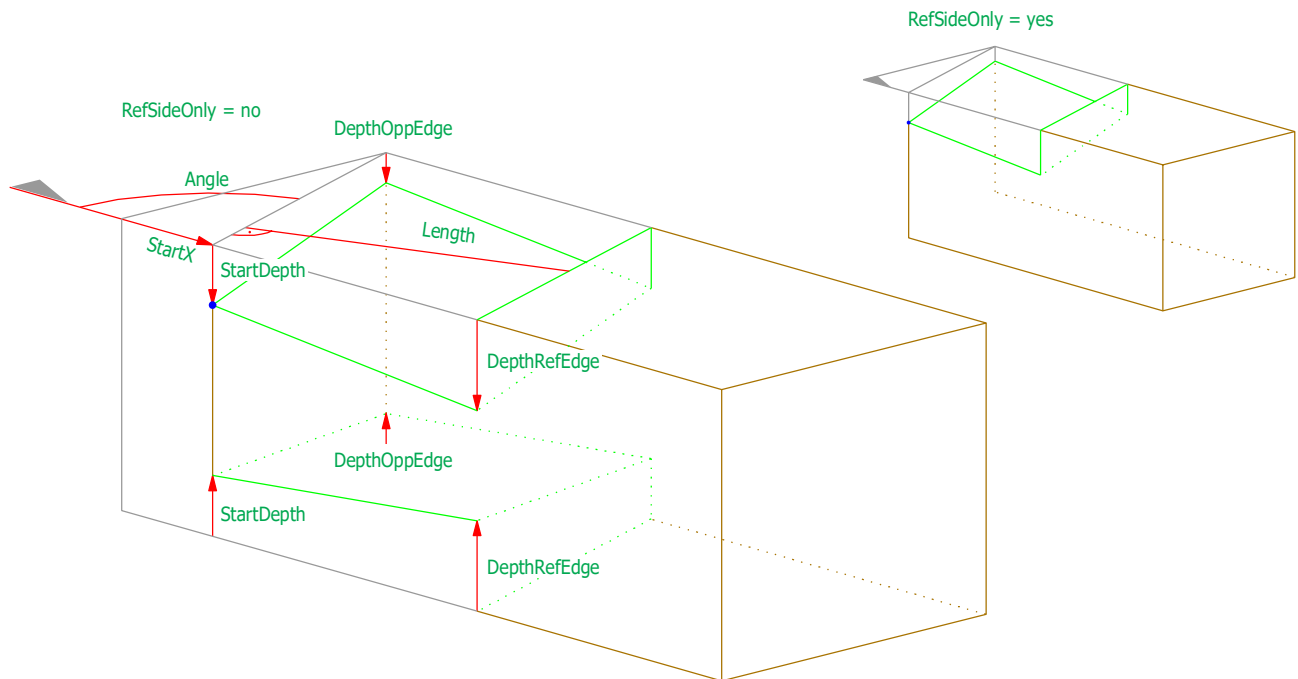 RefSideOnly = yes
RefSideOnly = no
DepthOppEdge
Angle
Length
StartX
StartDepth
DepthRefEdge
DepthOppEdge
StartDepth
DepthRefEdge